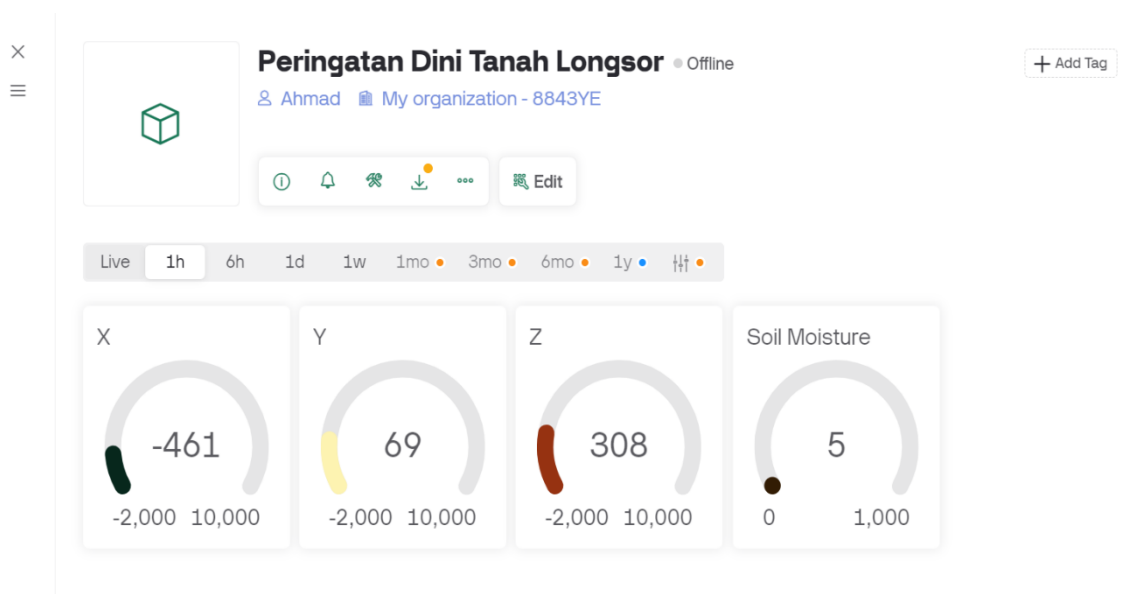 Peringatan Dini Tanah Longsor Offline
Add Tag
Ahmad My organization - 8843YE
Edit
Live 1h 6h 1d 1w 1mo 3mo 6mo 1y
X
-461
-2,000 10,000
Y
69
-2,000 10,000
Z
308
-2,000 10,000
Soil Moisture
5
0 1,000